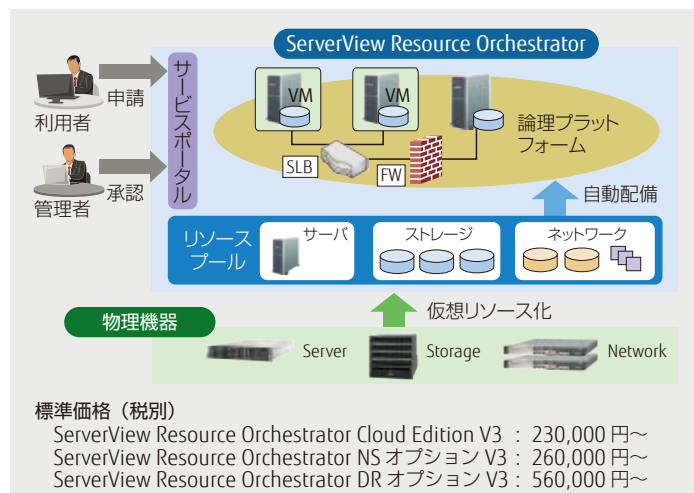 ServerView Resource Orchestrator
サービスポータル
利用者
申請
管理者
承認
VM
VM
SLB
FW
論理プラット
フォーム
自動配備
リソース
プール
サーバ
ストレージ
ネットワーク
仮想リソース化
物理機器
Server
Storage
Network
標準価格（税別）
ServerView Resource Orchestrator Cloud Edition V3 : 230,000 円～
ServerView Resource Orchestrator NS オプション V3 : 260,000 円～
ServerView Resource Orchestrator DR オプション V3 : 560,000 円～